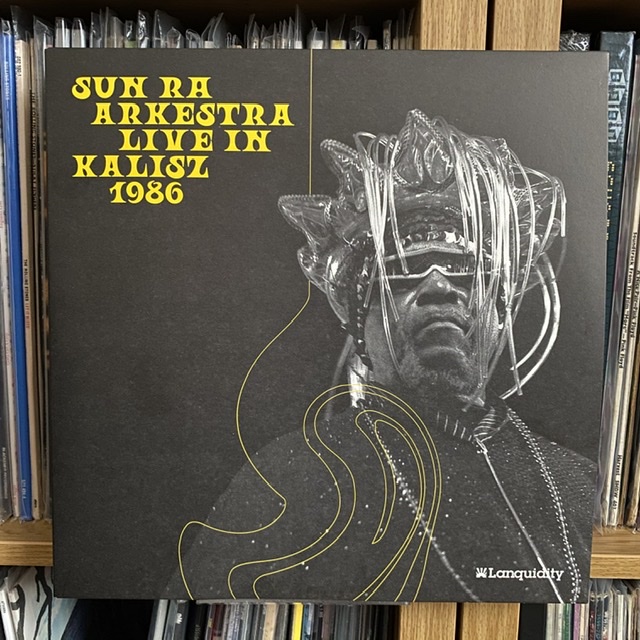 SUN RA
ARKESTRA
LIVE IN
KALISZ
1986
Lanquidity